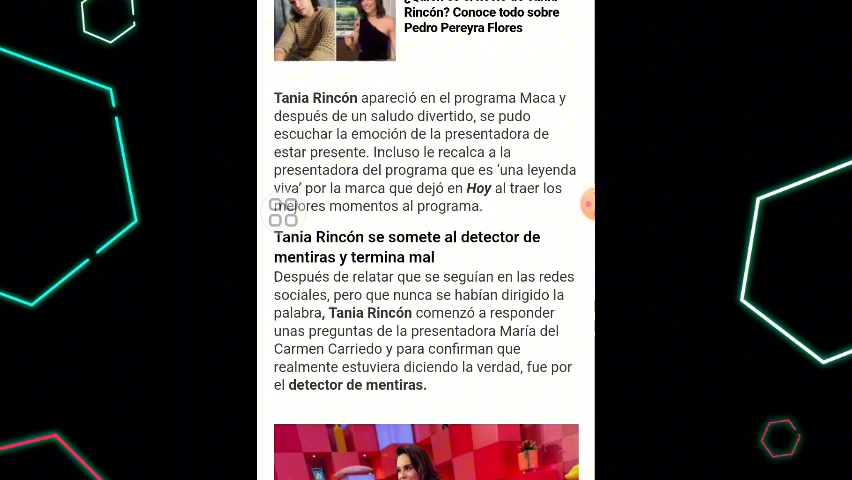 Rincón? Conoce todo sobre
Pedro Pereyra Flores
Tania Rincón apareció en el programa Maca y
después de un saludo divertido, se pudo
escuchar la emoción de la presentadora de
estar presente. Incluso le recalca a la
presentadora del programa que es ‘una leyenda
viva’ por la marca que dejó en Hoy al traer los
mejores momentos al programa.
Tania Rincón se somete al detector de
mentiras y termina mal
Después de relatar que se seguían en las redes
sociales, pero que nunca se habían dirigido la
palabra, Tania Rincón comenzó a responder
unas preguntas de la presentadora María del
Carmen Carriedo y para confirman que
realmente estuviera diciendo la verdad, fue por
el detector de mentiras.